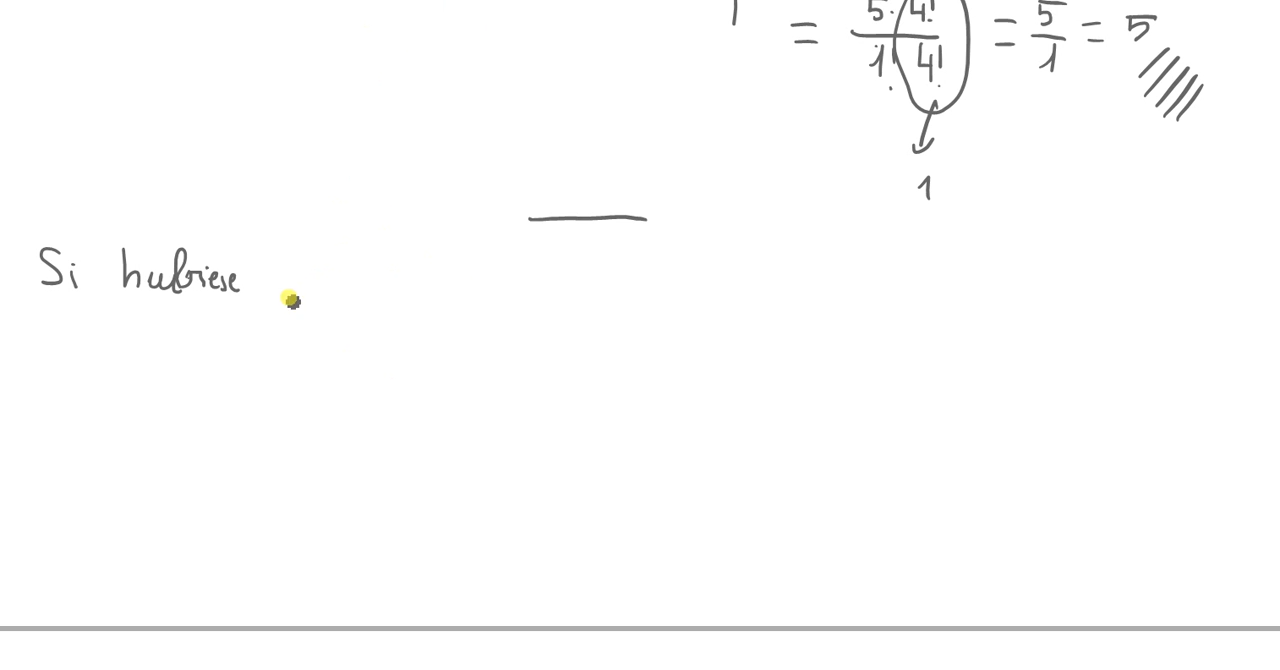 = 5·4! / 1! 4! = 5/1 = 5
1
Si hubiese